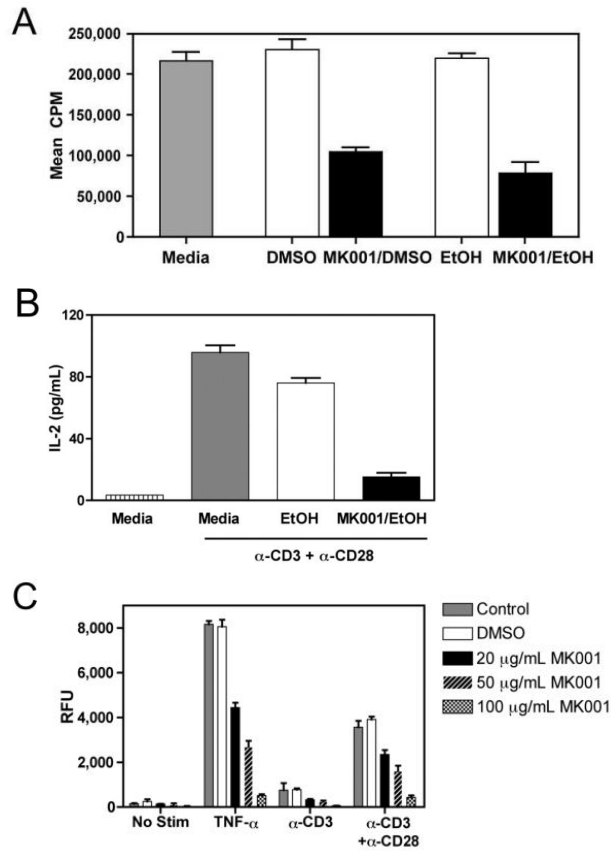 A
250,000
200,000
150,000
100,000
50,000
0
Mean CPM
Media DMSO MK001/DMSO EtOH MK001/EtOH
B
120
80
40
0
IL-2 (pg/mL)
Media Media EtOH MK001/EtOH
α-CD3 + α-CD28
C
8,000
6,000
4,000
2,000
0
RFU
No Stim TNF-α α-CD3 α-CD3
+α-CD28
Control
DMSO
20 μg/mL MK001
50 μg/mL MK001
100 μg/mL MK001